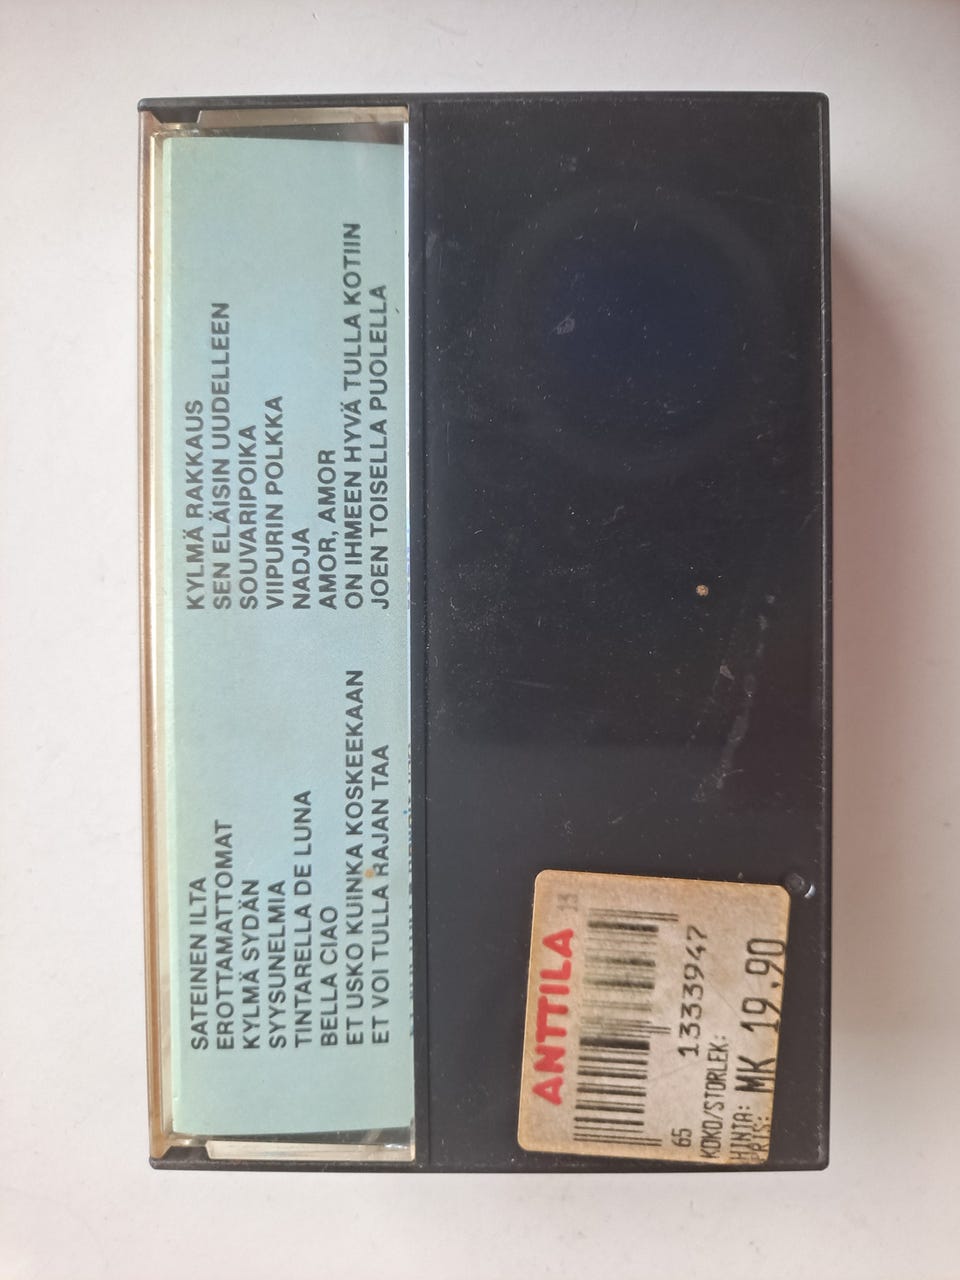 SATEINEN ILTA
EROTTAMATTOMAT
KYLMÄ SYDÄN
SYYSUNELMIA
TINTARELLA DE LUNA
BELLA CIAO
ET USKO KUINKA KOSKEEKAAN
ET VOI TULLA RAJAN TAA
KYLMÄ RAKKAUS
SEN ELÄISIN UUDELLEEN
SOUVARIPOIKA
VIIPURIN POLKKA
NADJA
AMOR, AMOR
ON IHMEEN HYVÄ TULLA KOTIIN
JOEN TOISELLA PUOLELLA
ANTTILA 13
65 1333947
KOKO/STORLEK:
HINTA: MK 19,90
PRIS: